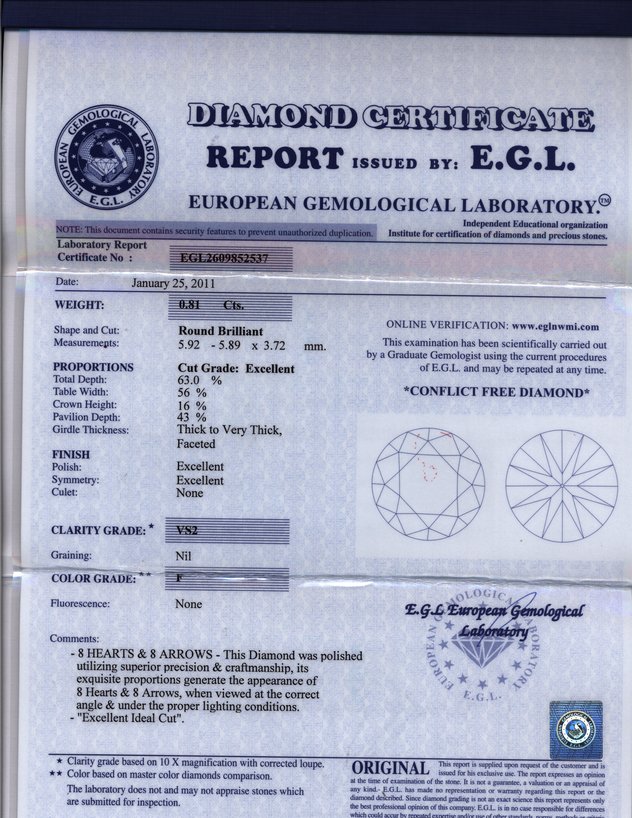 EUROPEAN GEMOLOGICAL LABORATORY
E.G.L.
DIAMOND CERTIFICATE
REPORT ISSUED BY: E.G.L.
EUROPEAN GEMOLOGICAL LABORATORY.™
Independent Educational organization
Institute for certification of diamonds and precious stones.
NOTE: This document contains security features to prevent unauthorized duplication.
Laboratory Report
Certificate No : EGL2609852537
Date: January 25, 2011
WEIGHT: 0.81 Cts.
Shape and Cut: Round Brilliant
Measurements: 5.92 - 5.89 x 3.72 mm.
PROPORTIONS Cut Grade: Excellent
Total Depth: 63.0 %
Table Width: 56 %
Crown Height: 16 %
Pavilion Depth: 43 %
Girdle Thickness: Thick to Very Thick,
Faceted
FINISH
Polish: Excellent
Symmetry: Excellent
Culet: None
CLARITY GRADE: * VS2
Graining: Nil
COLOR GRADE: ** F
Fluorescence: None
Comments:
- 8 HEARTS & 8 ARROWS - This Diamond was polished
utilizing superior precision & craftmanship, its
exquisite proportions generate the appearance of
8 Hearts & 8 Arrows, when viewed at the correct
angle & under the proper lighting conditions.
- "Excellent Ideal Cut".
* Clarity grade based on 10 X magnification with corrected loupe.
** Color based on master color diamonds comparison.
The laboratory does not and may not appraise stones which
are submitted for inspection.
ONLINE VERIFICATION: www.eglnwmi.com
This examination has been scientifically carried out
by a Graduate Gemologist using the current procedures
of E.G.L. and may be repeated at any time.
*CONFLICT FREE DIAMOND*
E.G.L European Gemological
Laboratory
EUROPEAN GEMOLOGICAL LABORATORY
E.G.L.
ORIGINAL This report is supplied upon request of the customer and is
issued for his exclusive use. The report expresses an opinion
at the time of examination of the stone. It is not a guarantee, a valuation or an appraisal of
any kind.- E.G.L. has made no representation or warranty regarding this report or the
diamond described. Since diamond grading is not an exact science this report represents only
the best professional opinion of this company. E.G.L. is in no case responsible for differences
which could occur by repeated expertise and/or use of other standards,